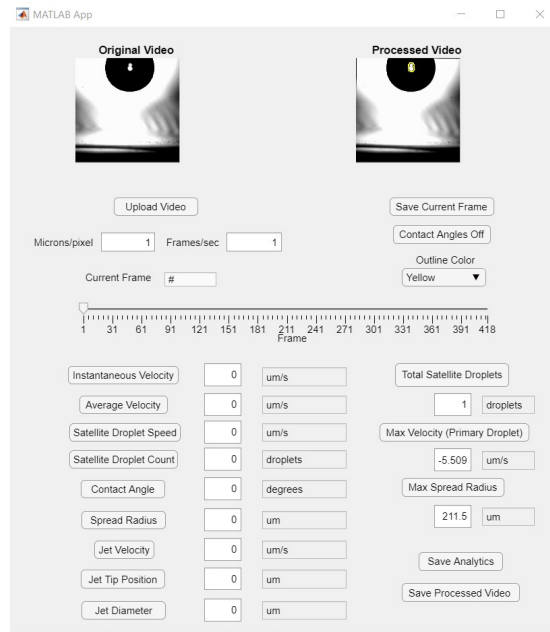 MATLAB App
Original Video
Processed Video
Upload Video
Save Current Frame
Microns/pixel 1 Frames/sec 1
Contact Angles Off
Current Frame #
Outline Color
Yellow
1 31 61 91 121 151 181 211 241 271 301 331 361 391 418
Frame
Instantaneous Velocity 0 um/s
Average Velocity 0 um/s
Satellite Droplet Speed 0 um/s
Satellite Droplet Count 0 droplets
Contact Angle 0 degrees
Spread Radius 0 um
Jet Velocity 0 um/s
Jet Tip Position 0 um
Jet Diameter 0 um
Total Satellite Droplets
1 droplets
Max Velocity (Primary Droplet)
-5.509 um/s
Max Spread Radius
211.5 um
Save Analytics
Save Processed Video